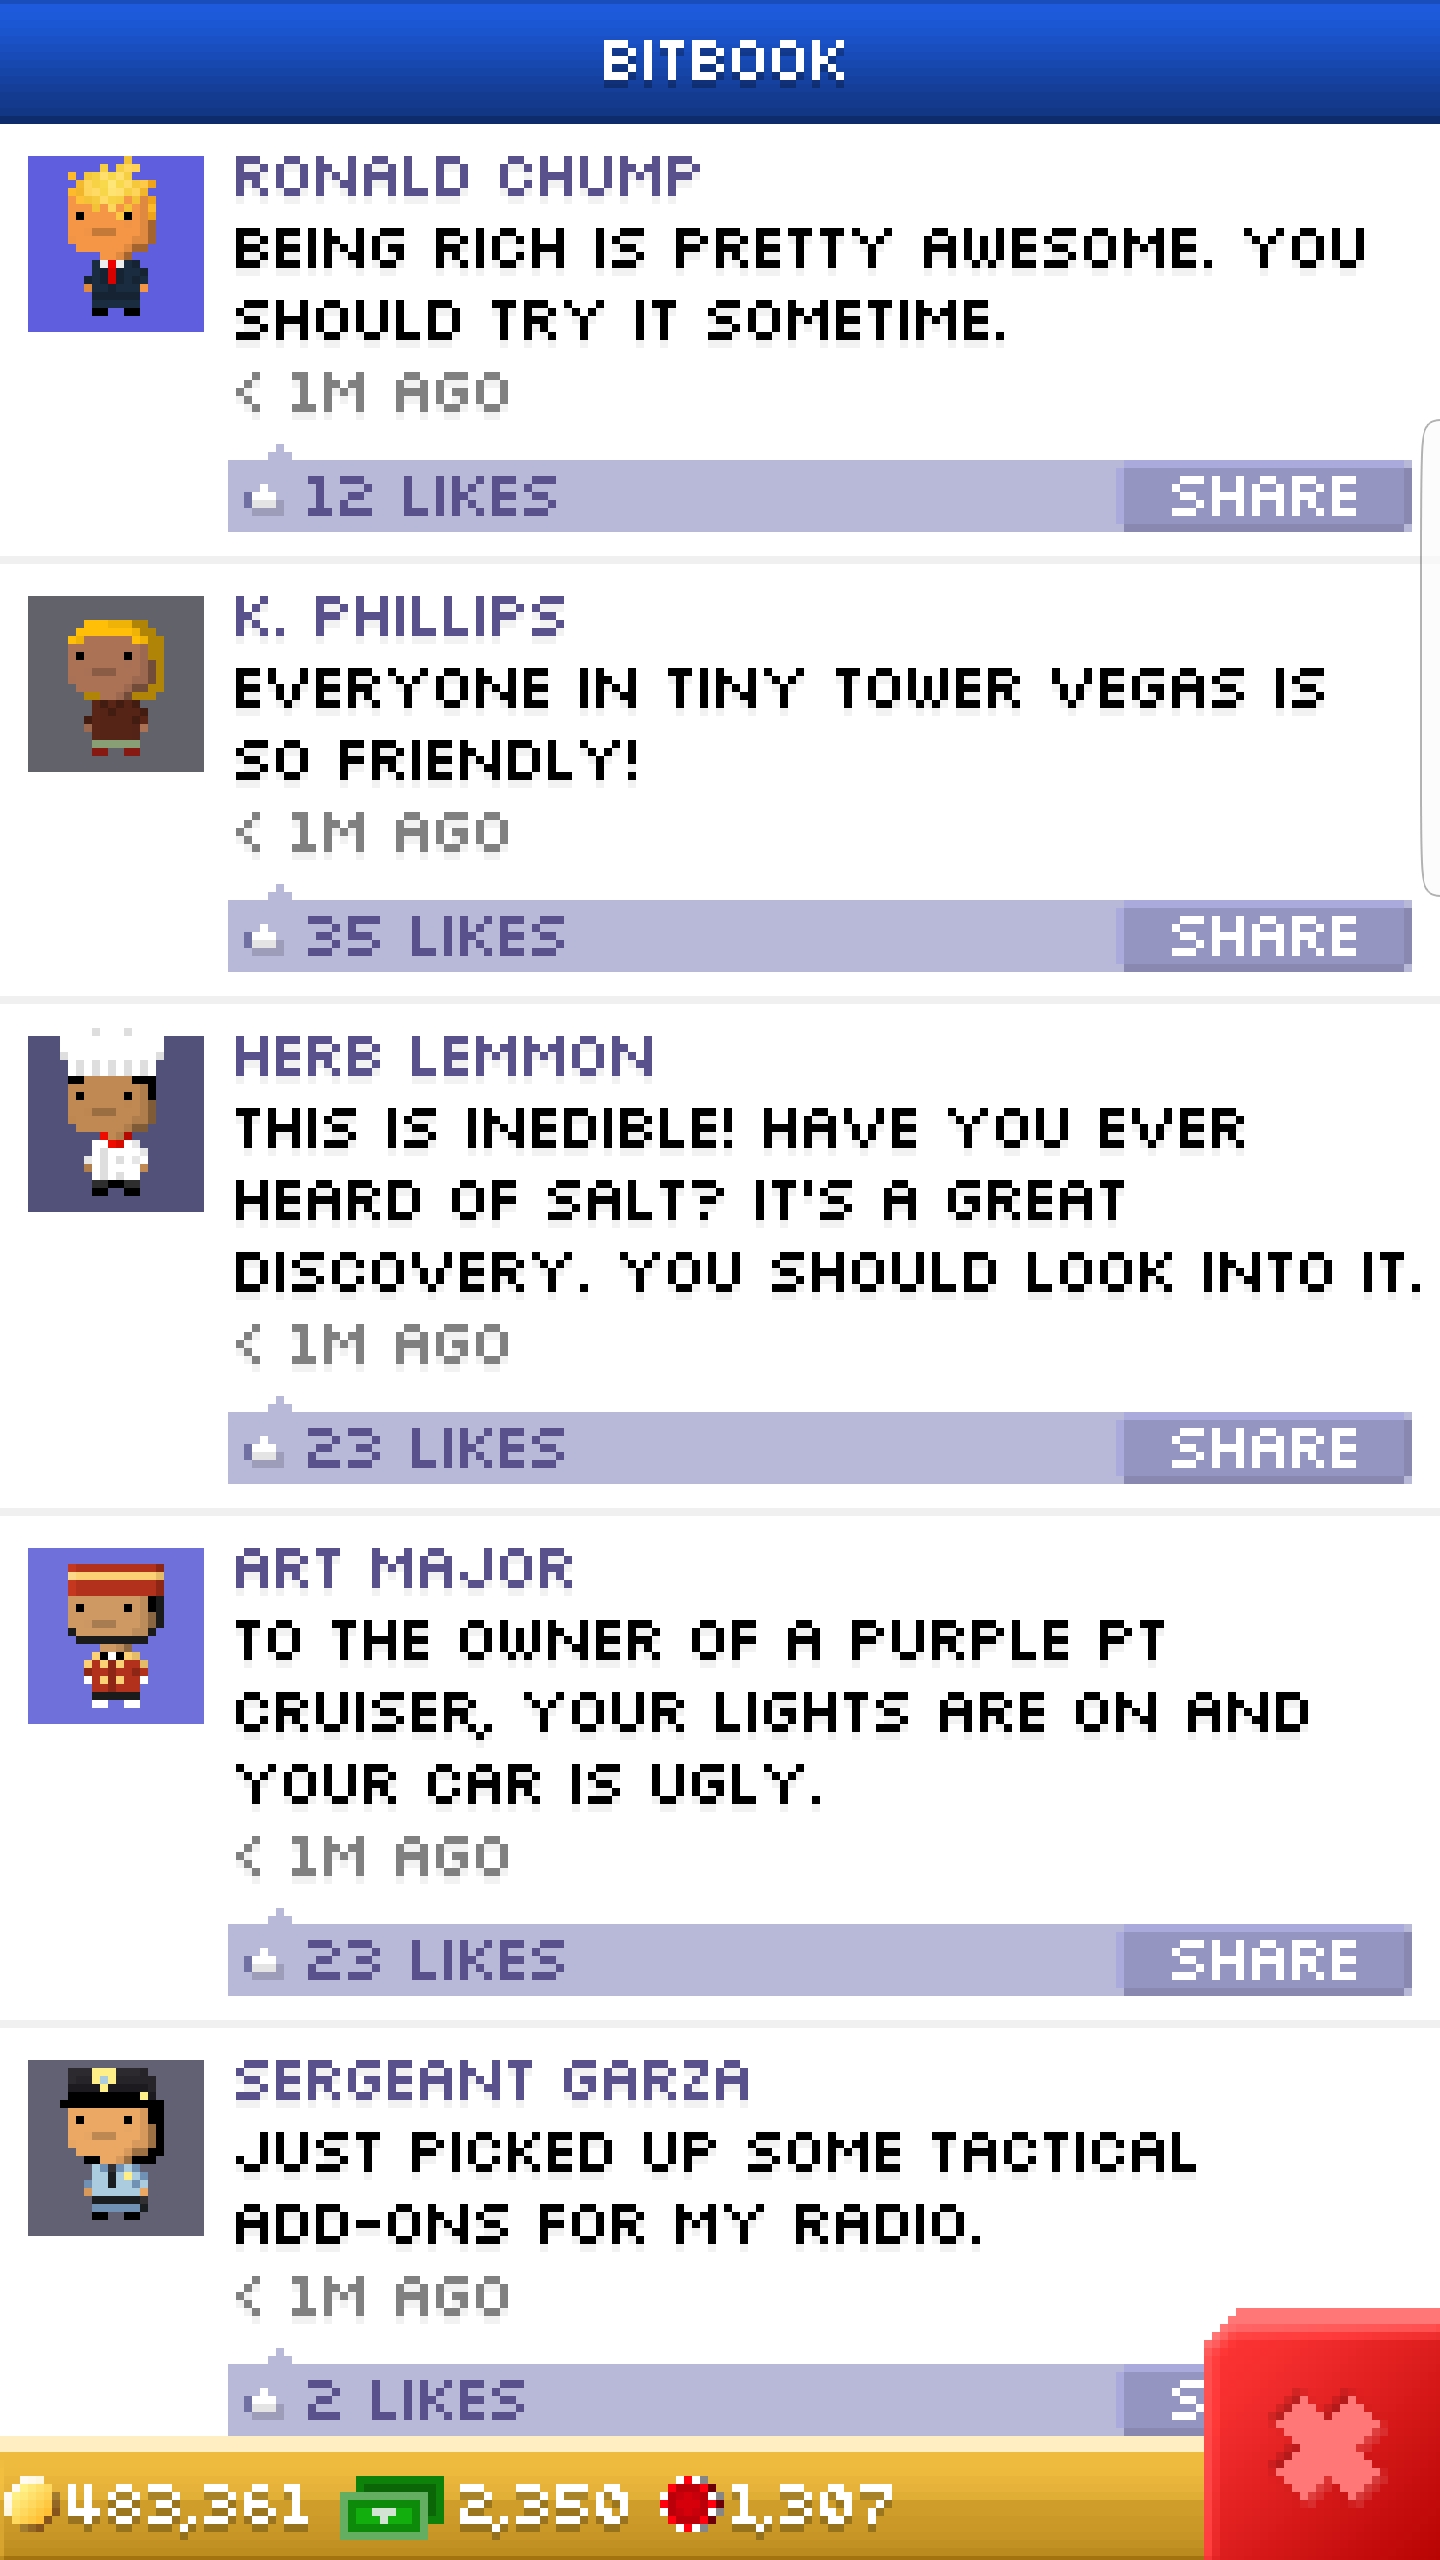 BITBOOK
RONALD CHUMP
BEING RICH IS PRETTY AWESOME. YOU
SHOULD TRY IT SOMETIME.
< 1M AGO
12 LIKES SHARE
K. PHILLIPS
EVERYONE IN TINY TOWER VEGAS IS
SO FRIENDLY!
< 1M AGO
35 LIKES SHARE
HERB LEMMON
THIS IS INEDIBLE! HAVE YOU EVER
HEARD OF SALT? IT'S A GREAT
DISCOVERY. YOU SHOULD LOOK INTO IT.
< 1M AGO
23 LIKES SHARE
ART MAJOR
TO THE OWNER OF A PURPLE PT
CRUISER, YOUR LIGHTS ARE ON AND
YOUR CAR IS UGLY.
< 1M AGO
23 LIKES SHARE
SERGEANT GARZA
JUST PICKED UP SOME TACTICAL
ADD-ONS FOR MY RADIO.
< 1M AGO
2 LIKES
483,361 2,350 1,307